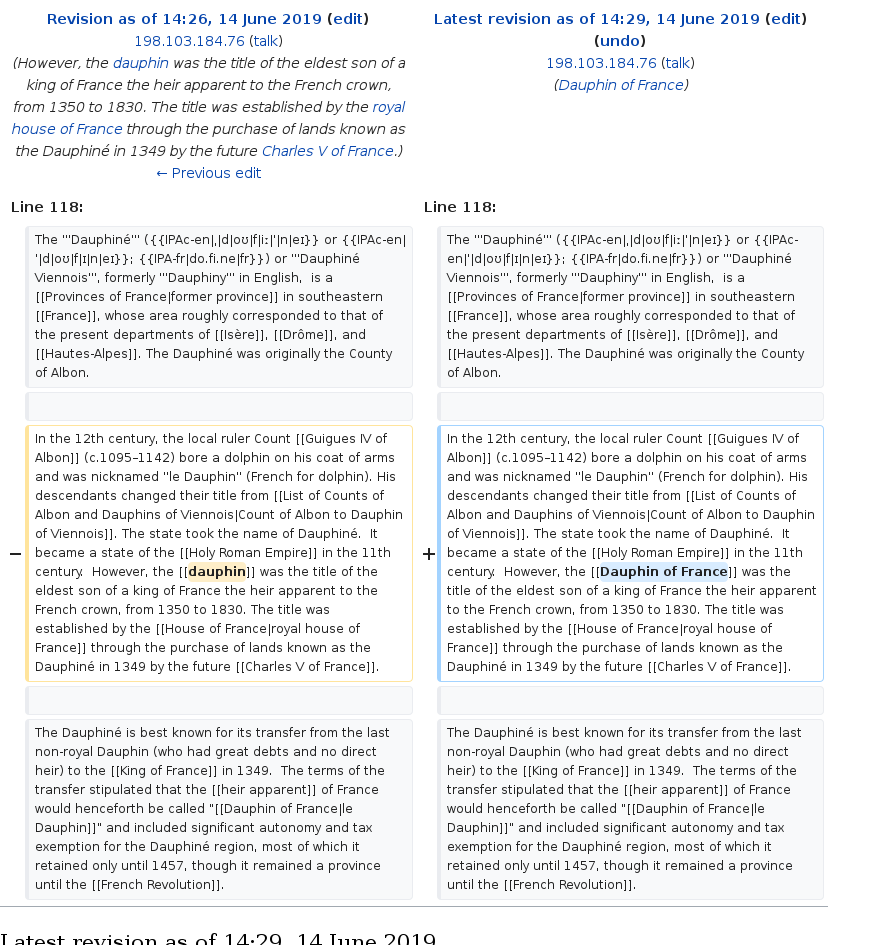 Revision as of 14:26, 14 June 2019 (edit)
198.103.184.76 (talk)
(However, the dauphin was the title of the eldest son of a
king of France the heir apparent to the French crown,
from 1350 to 1830. The title was established by the royal
house of France through the purchase of lands known as
the Dauphiné in 1349 by the future Charles V of France.)
← Previous edit
Latest revision as of 14:29, 14 June 2019 (edit)
(undo)
198.103.184.76 (talk)
(Dauphin of France)
Line 118:
The '''Dauphiné''' ({{IPAc-en|ˌ|d|oʊ|f|iː|ˈ|n|eɪ}} or {{IPAc-en|
ˈ|d|oʊ|f|ɪ|n|eɪ}}; {{IPA-fr|do.fi.ne|fr}}) or '''Dauphiné
Viennois''', formerly '''Dauphiny''' in English,  is a
[[Provinces of France|former province]] in southeastern
[[France]], whose area roughly corresponded to that of
the present departments of [[Isère]], [[Drôme]], and
[[Hautes-Alpes]]. The Dauphiné was originally the County
of Albon.
− In the 12th century, the local ruler Count [[Guigues IV of
Albon]] (c.1095–1142) bore a dolphin on his coat of arms
and was nicknamed "le Dauphin" (French for dolphin). His
descendants changed their title from [[List of Counts of
Albon and Dauphins of Viennois|Count of Albon to Dauphin
of Viennois]]. The state took the name of Dauphiné.  It
became a state of the [[Holy Roman Empire]] in the 11th
century.  However, the [[dauphin]] was the title of the
eldest son of a king of France the heir apparent to the
French crown, from 1350 to 1830. The title was
established by the [[House of France|royal house of
France]] through the purchase of lands known as the
Dauphiné in 1349 by the future [[Charles V of France]].
The Dauphiné is best known for its transfer from the last
non-royal Dauphin (who had great debts and no direct
heir) to the [[King of France]] in 1349.  The terms of the
transfer stipulated that the [[heir apparent]] of France
would henceforth be called "[[Dauphin of France|le
Dauphin]]" and included significant autonomy and tax
exemption for the Dauphiné region, most of which it
retained only until 1457, though it remained a province
until the [[French Revolution]].
Line 118:
The '''Dauphiné''' ({{IPAc-en|ˌ|d|oʊ|f|iː|ˈ|n|eɪ}} or {{IPAc-
en|ˈ|d|oʊ|f|ɪ|n|eɪ}}; {{IPA-fr|do.fi.ne|fr}}) or '''Dauphiné
Viennois''', formerly '''Dauphiny''' in English,  is a
[[Provinces of France|former province]] in southeastern
[[France]], whose area roughly corresponded to that of
the present departments of [[Isère]], [[Drôme]], and
[[Hautes-Alpes]]. The Dauphiné was originally the County
of Albon.
+ In the 12th century, the local ruler Count [[Guigues IV of
Albon]] (c.1095–1142) bore a dolphin on his coat of arms
and was nicknamed "le Dauphin" (French for dolphin). His
descendants changed their title from [[List of Counts of
Albon and Dauphins of Viennois|Count of Albon to Dauphin
of Viennois]]. The state took the name of Dauphiné.  It
became a state of the [[Holy Roman Empire]] in the 11th
century.  However, the [[Dauphin of France]] was the
title of the eldest son of a king of France the heir apparent
to the French crown, from 1350 to 1830. The title was
established by the [[House of France|royal house of
France]] through the purchase of lands known as the
Dauphiné in 1349 by the future [[Charles V of France]].
The Dauphiné is best known for its transfer from the last
non-royal Dauphin (who had great debts and no direct
heir) to the [[King of France]] in 1349.  The terms of the
transfer stipulated that the [[heir apparent]] of France
would henceforth be called "[[Dauphin of France|le
Dauphin]]" and included significant autonomy and tax
exemption for the Dauphiné region, most of which it
retained only until 1457, though it remained a province
until the [[French Revolution]].
Latest revision as of 14:29, 14 June 2019